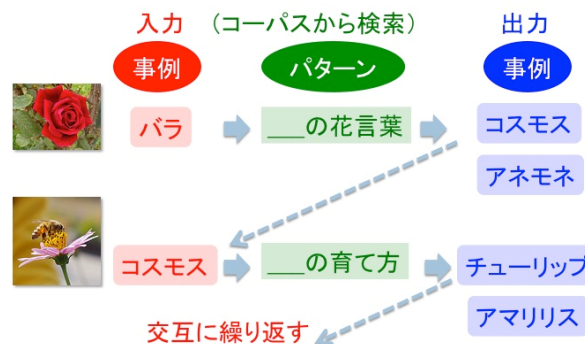 入力 (コーパスから検索) 出力
事例 パターン 事例
バラ ___の花言葉 コスモス
アネモネ
コスモス ___の育て方 チューリップ
アマリリス
交互に繰り返す